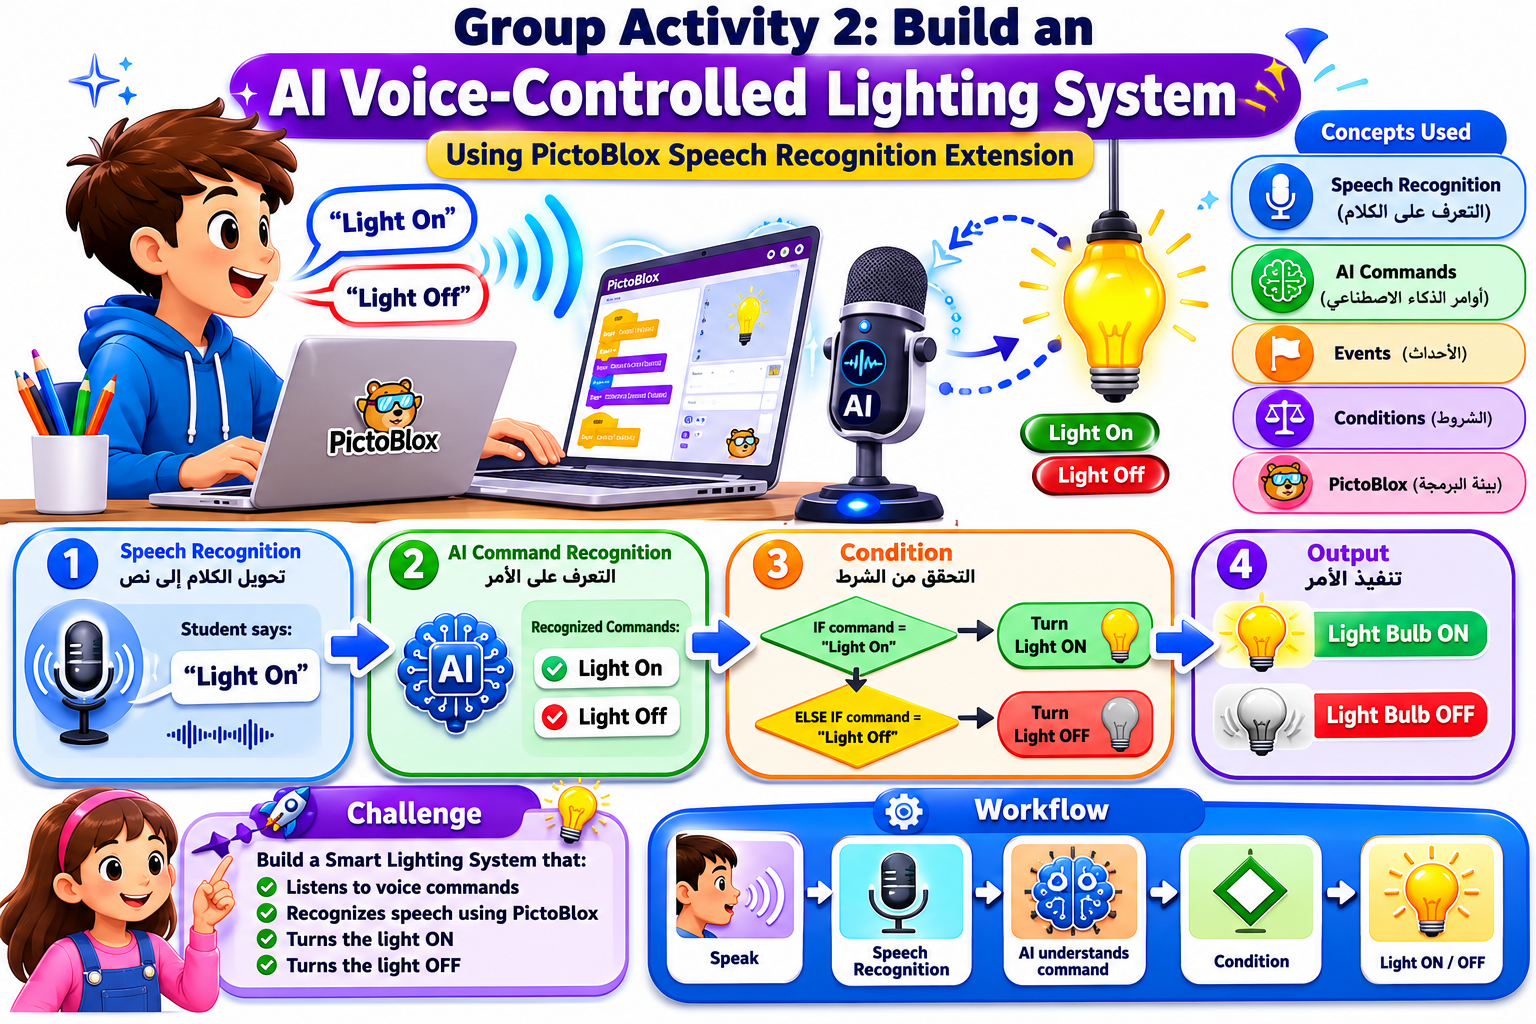 Group Activity 2: Build an
AI Voice-Controlled Lighting System
Using PictoBlox Speech Recognition Extension
"Light On"
"Light Off"
PictoBlox
PictoBlox
AI
Light On
Light Off
Concepts Used
Speech Recognition
(التعرف على الكلام)
AI Commands
(أوامر الذكاء الاصطناعي)
Events (الأحداث)
Conditions (الشروط)
PictoBlox (بيئة البرمجة)
1 Speech Recognition
تحويل الكلام إلى نص
Student says:
"Light On"
2 AI Command Recognition
التعرف على الأمر
AI
Recognized Commands:
Light On
Light Off
3 Condition
التحقق من الشرط
IF command =
"Light On"
Turn
Light ON
ELSE IF command =
"Light Off"
Turn
Light OFF
4 Output
تنفيذ الأمر
Light Bulb ON
Light Bulb OFF
Challenge
Build a Smart Lighting System that:
Listens to voice commands
Recognizes speech using PictoBlox
Turns the light ON
Turns the light OFF
Workflow
Speak
Speech
Recognition
AI understands
command
Condition
Light ON / OFF